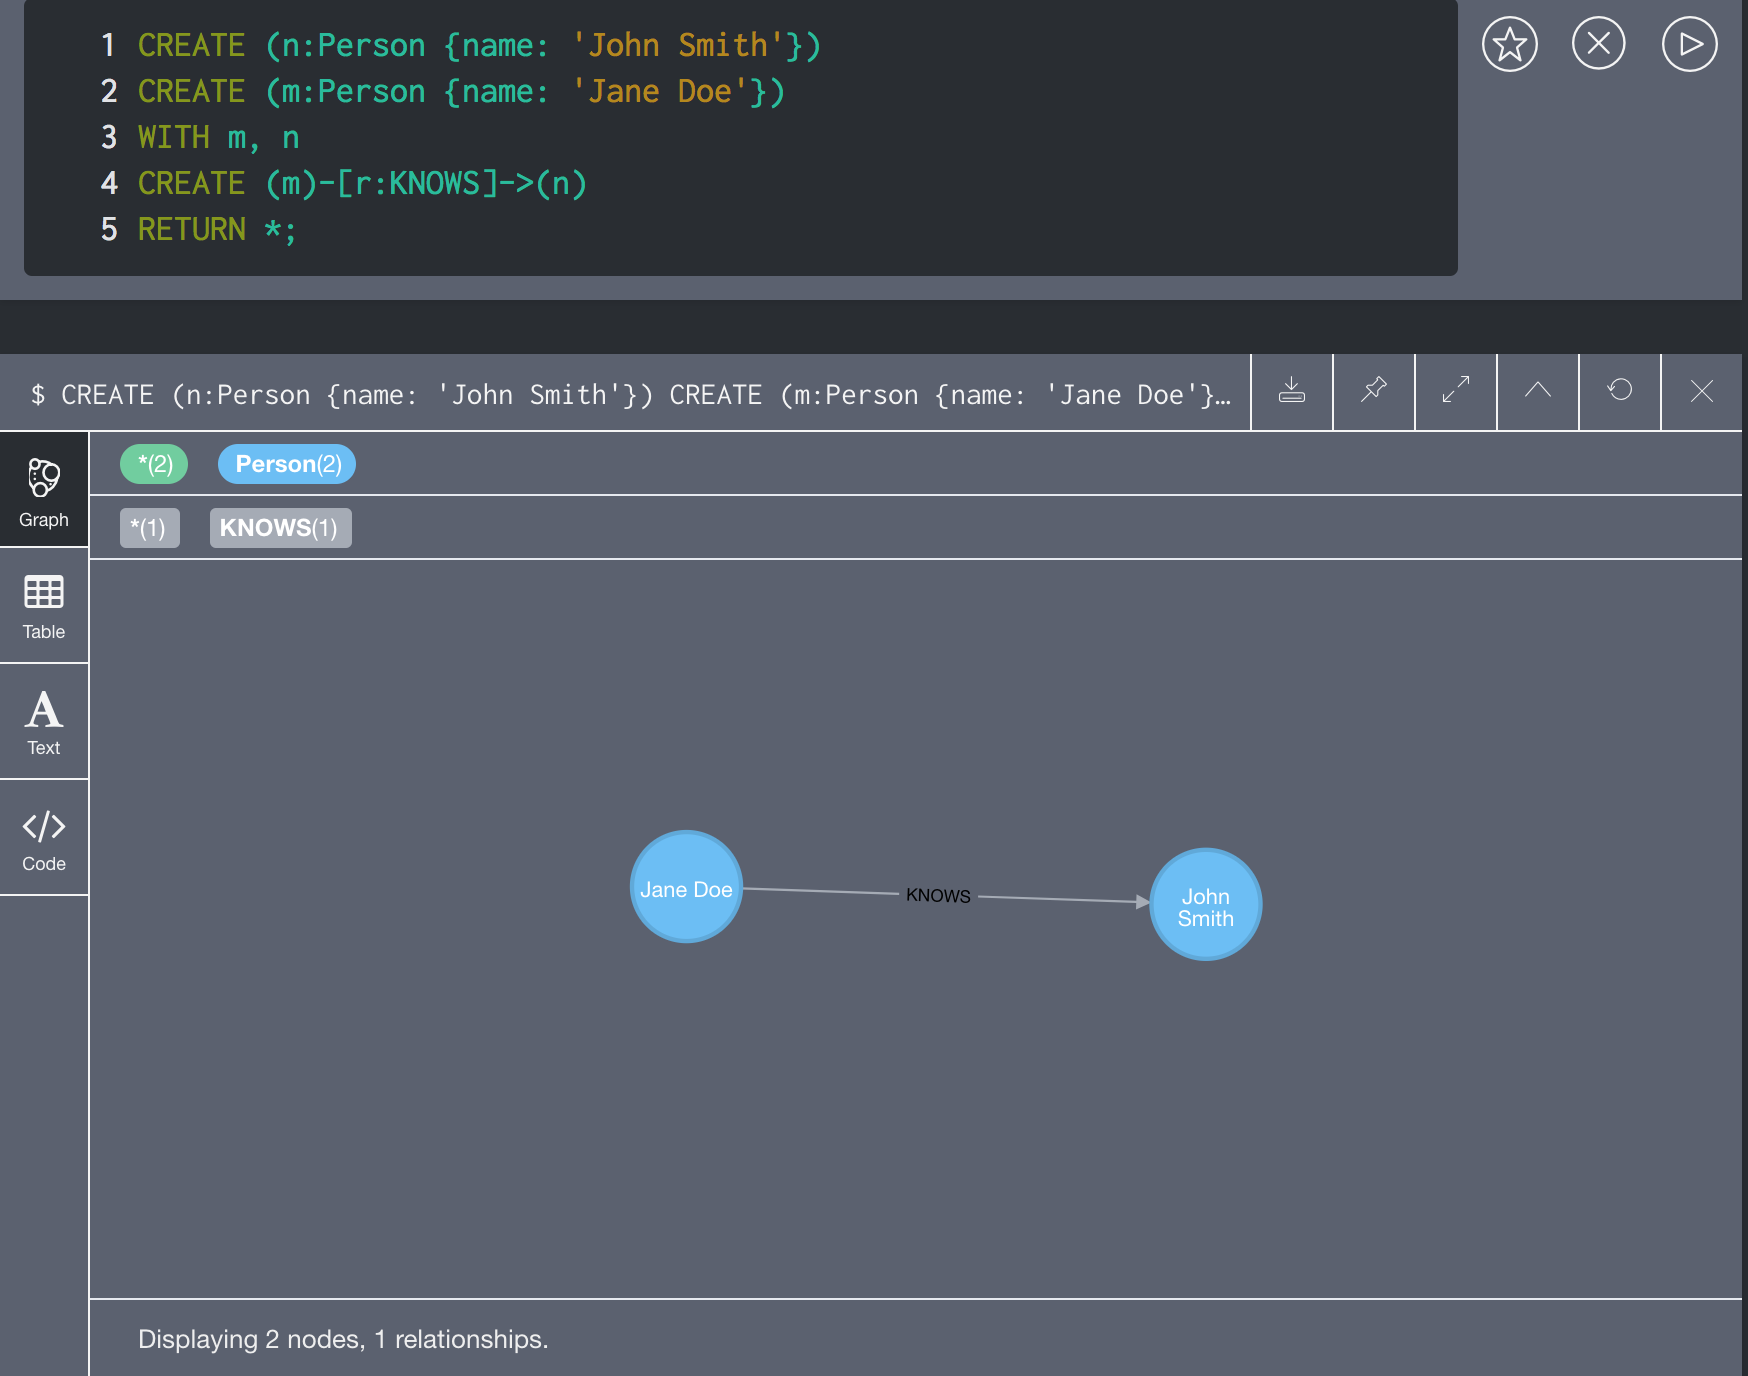 1 CREATE (n:Person {name: 'John Smith'})
2 CREATE (m:Person {name: 'Jane Doe'})
3 WITH m, n
4 CREATE (m)-[r:KNOWS]->(n)
5 RETURN *;
$ CREATE (n:Person {name: 'John Smith'}) CREATE (m:Person {name: 'Jane Doe'}…
*(2) Person(2)
*(1) KNOWS(1)
Graph
Table
Text
Code
Jane Doe
KNOWS
John
Smith
Displaying 2 nodes, 1 relationships.